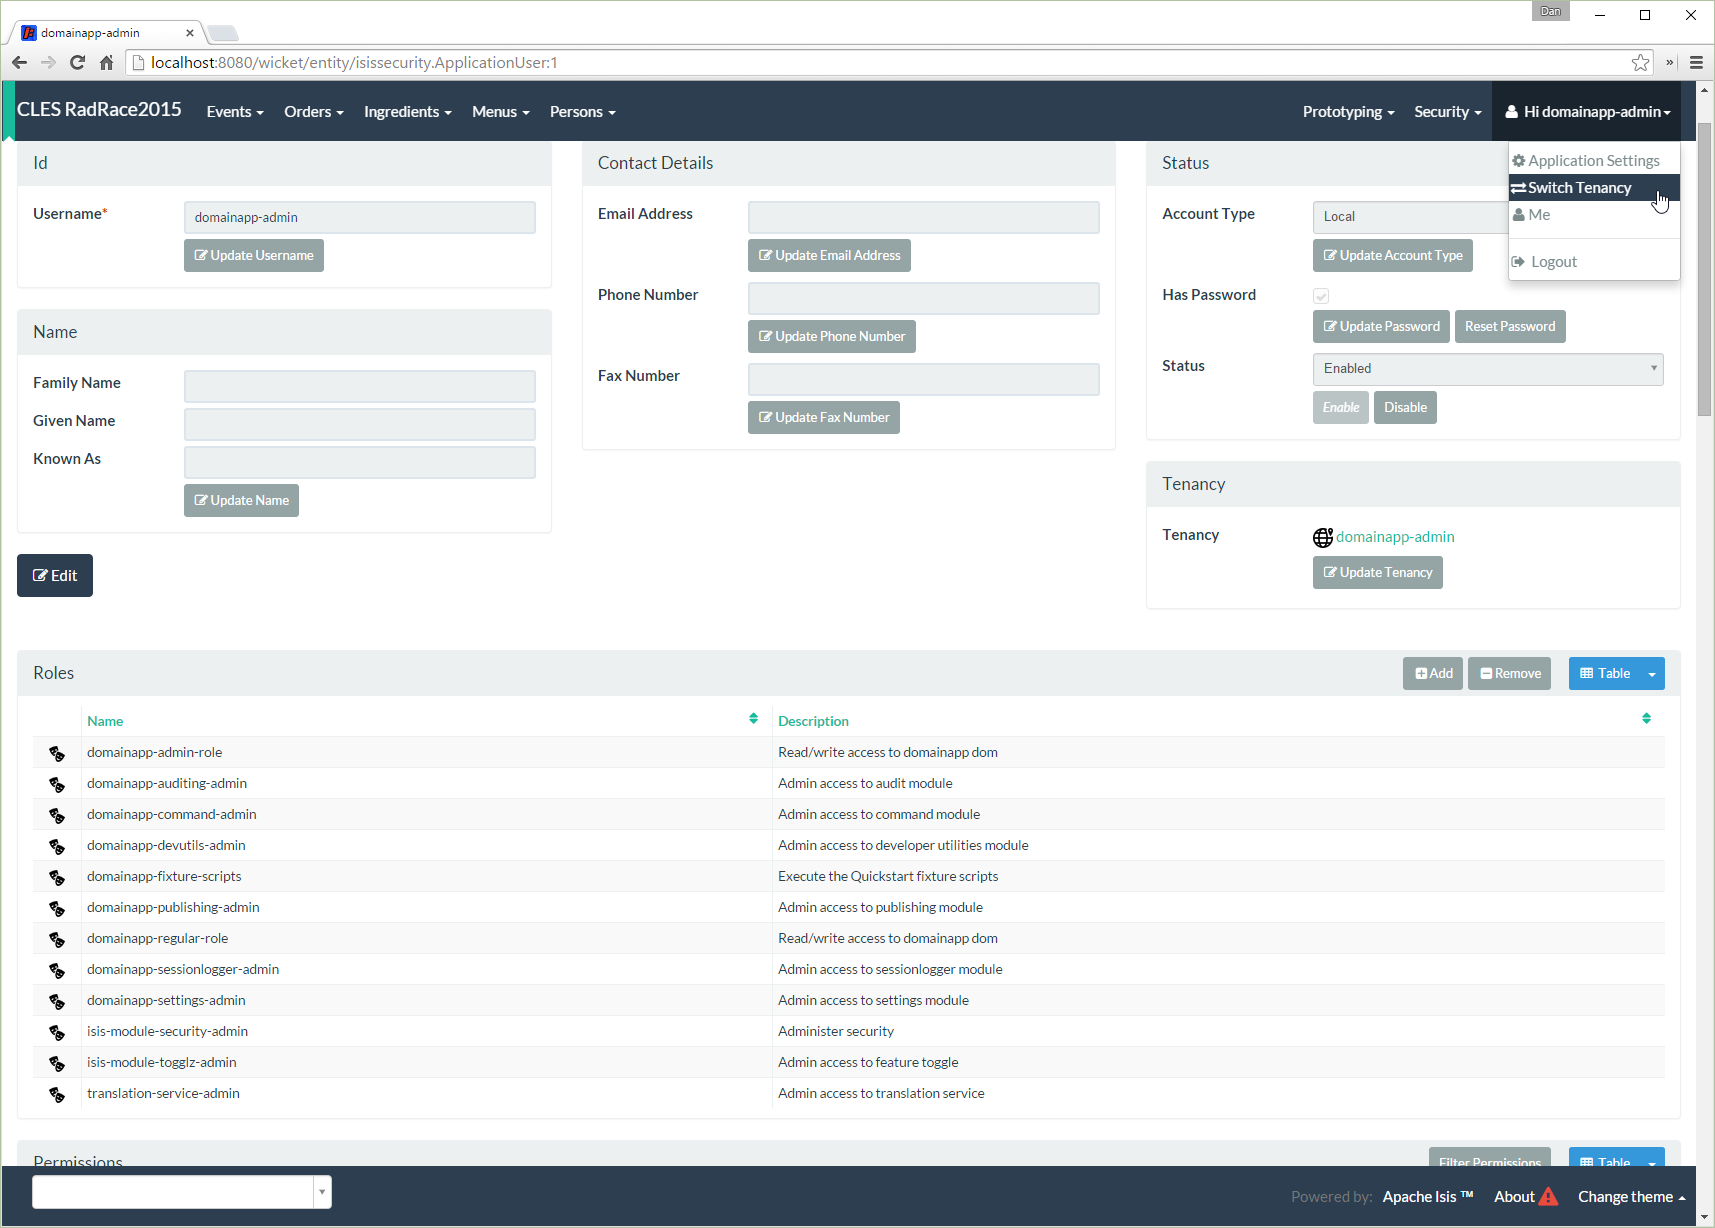 Dan
domainapp-admin
localhost:8080/wicket/entity/isissecurity.ApplicationUser:1
CLES RadRace2015 Events Orders Ingredients Menus Persons Prototyping Security Hi domainapp-admin
Application Settings
Switch Tenancy
Me
Logout
Id
Username*
domainapp-admin
Update Username
Name
Family Name
Given Name
Known As
Update Name
Edit
Contact Details
Email Address
Update Email Address
Phone Number
Update Phone Number
Fax Number
Update Fax Number
Status
Account Type
Local
Update Account Type
Has Password
Update Password Reset Password
Status
Enabled
Enable Disable
Tenancy
Tenancy
domainapp-admin
Update Tenancy
Roles Add Remove Table
Name Description
domainapp-admin-role Read/write access to domainapp dom
domainapp-auditing-admin Admin access to audit module
domainapp-command-admin Admin access to command module
domainapp-devutils-admin Admin access to developer utilities module
domainapp-fixture-scripts Execute the Quickstart fixture scripts
domainapp-publishing-admin Admin access to publishing module
domainapp-regular-role Read/write access to domainapp dom
domainapp-sessionlogger-admin Admin access to sessionlogger module
domainapp-settings-admin Admin access to settings module
isis-module-security-admin Administer security
isis-module-togglz-admin Admin access to feature toggle
translation-service-admin Admin access to translation service
Permissions Filter Permissions Table
Powered by: Apache Isis ™ About Change theme